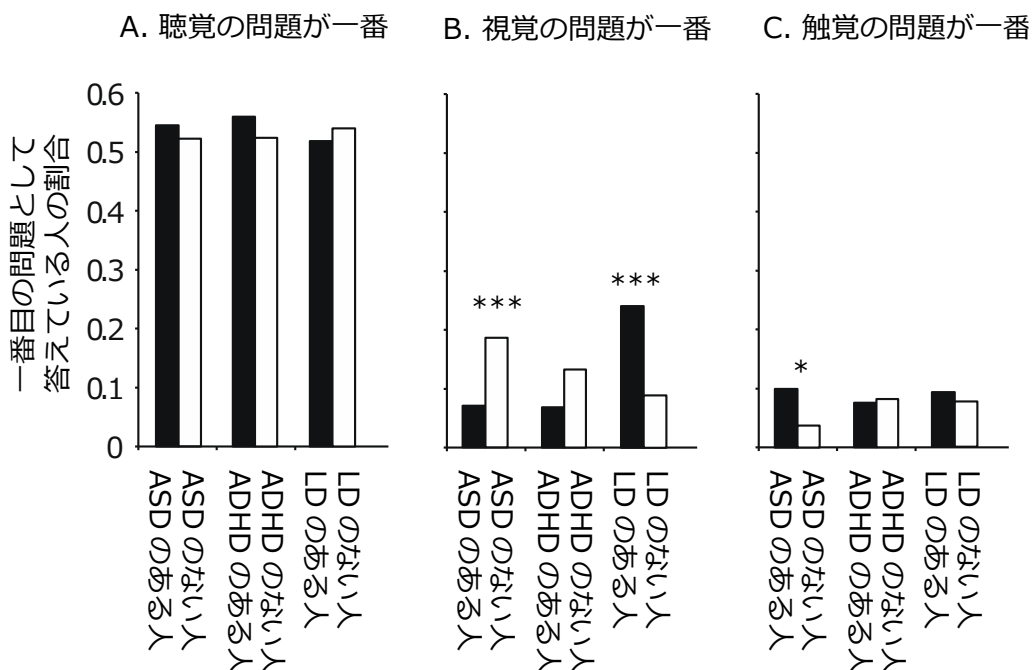 A. 聴覚の問題が一番
B. 視覚の問題が一番
C. 触覚の問題が一番
一番目の問題として
答えている人の割合
0.6
0.5
0.4
0.3
0.2
0.1
0
***
***
*
ASD のある人
ASD のない人
ADHD のある人
ADHD のない人
LD のある人
LD のない人
ASD のある人
ASD のない人
ADHD のある人
ADHD のない人
LD のある人
LD のない人
ASD のある人
ASD のない人
ADHD のある人
ADHD のない人
LD のある人
LD のない人